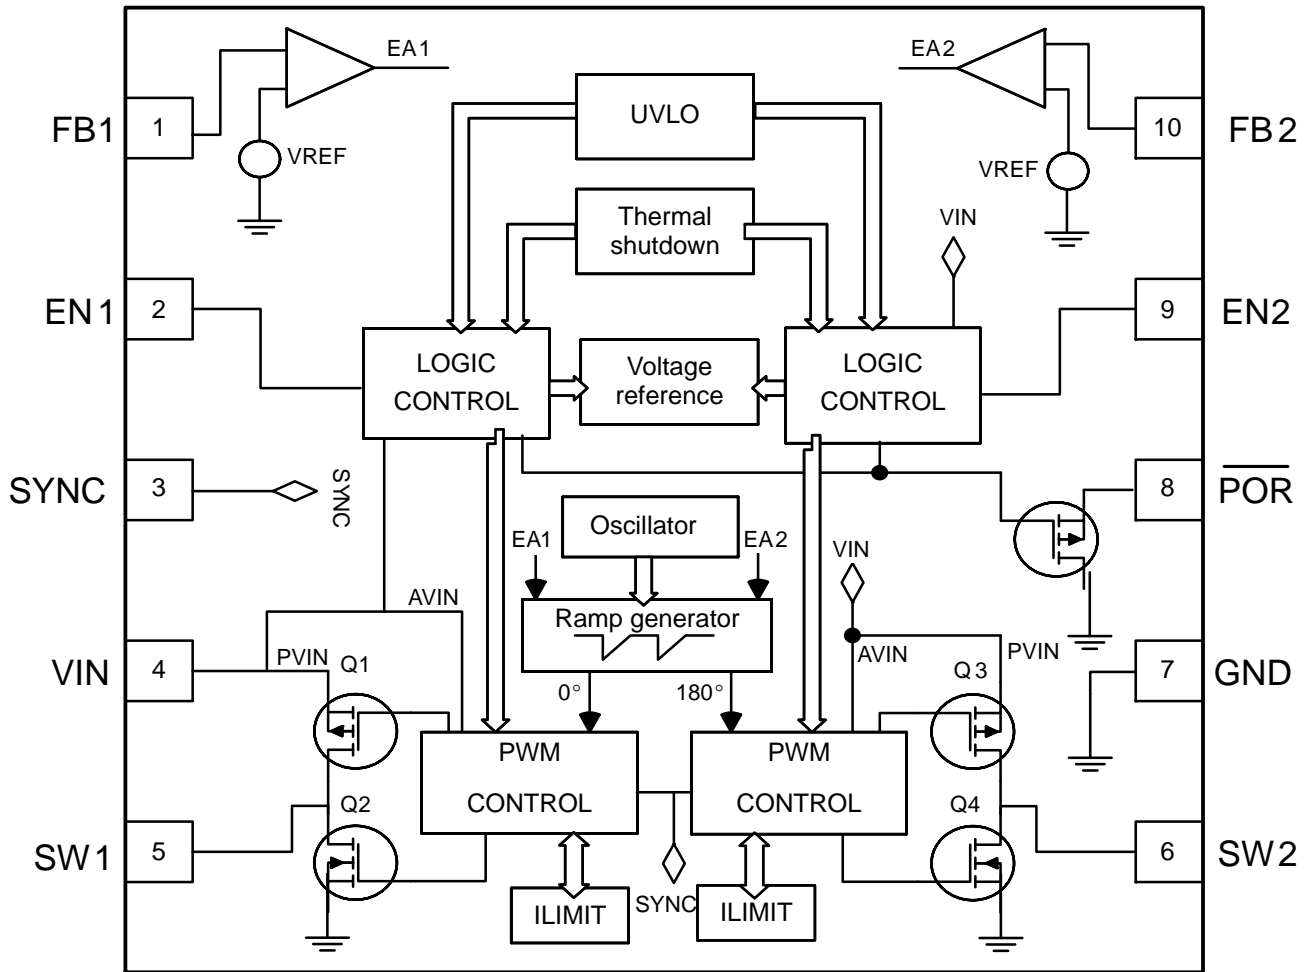 EA1
EA2
FB1
1
UVLO
10
FB2
VREF
VREF
Thermal
shutdown
VIN
EN1
2
9
EN2
LOGIC
CONTROL
Voltage
reference
LOGIC
CONTROL
SYNC
3
SYNC
8
POR
Oscillator
EA1
EA2
VIN
AVIN
Ramp generator
VIN
4
PVIN
Q1
AVIN
PVIN
Q3
7
GND
0°
180°
PWM
CONTROL
PWM
CONTROL
Q2
Q4
SW1
5
6
SW2
ILIMIT
SYNC
ILIMIT